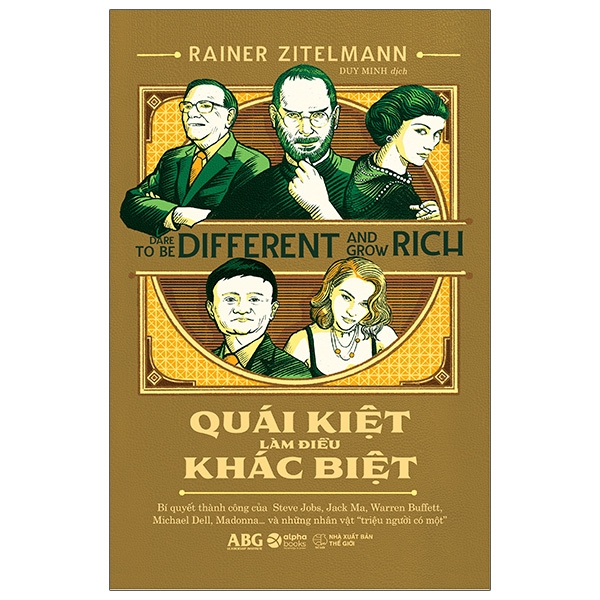 RAINER ZITELMANN
DUY MINH dịch
DARE TO BE DIFFERENT AND GROW RICH
QUÁI KIỆT
LÀM ĐIỀU
KHÁC BIỆT
Bí quyết thành công của Steve Jobs, Jack Ma, Warren Buffett,
Michael Dell, Madonna... và những nhân vật “triệu người có một”
ABG alpha books NHÀ XUẤT BẢN
THẾ GIỚI